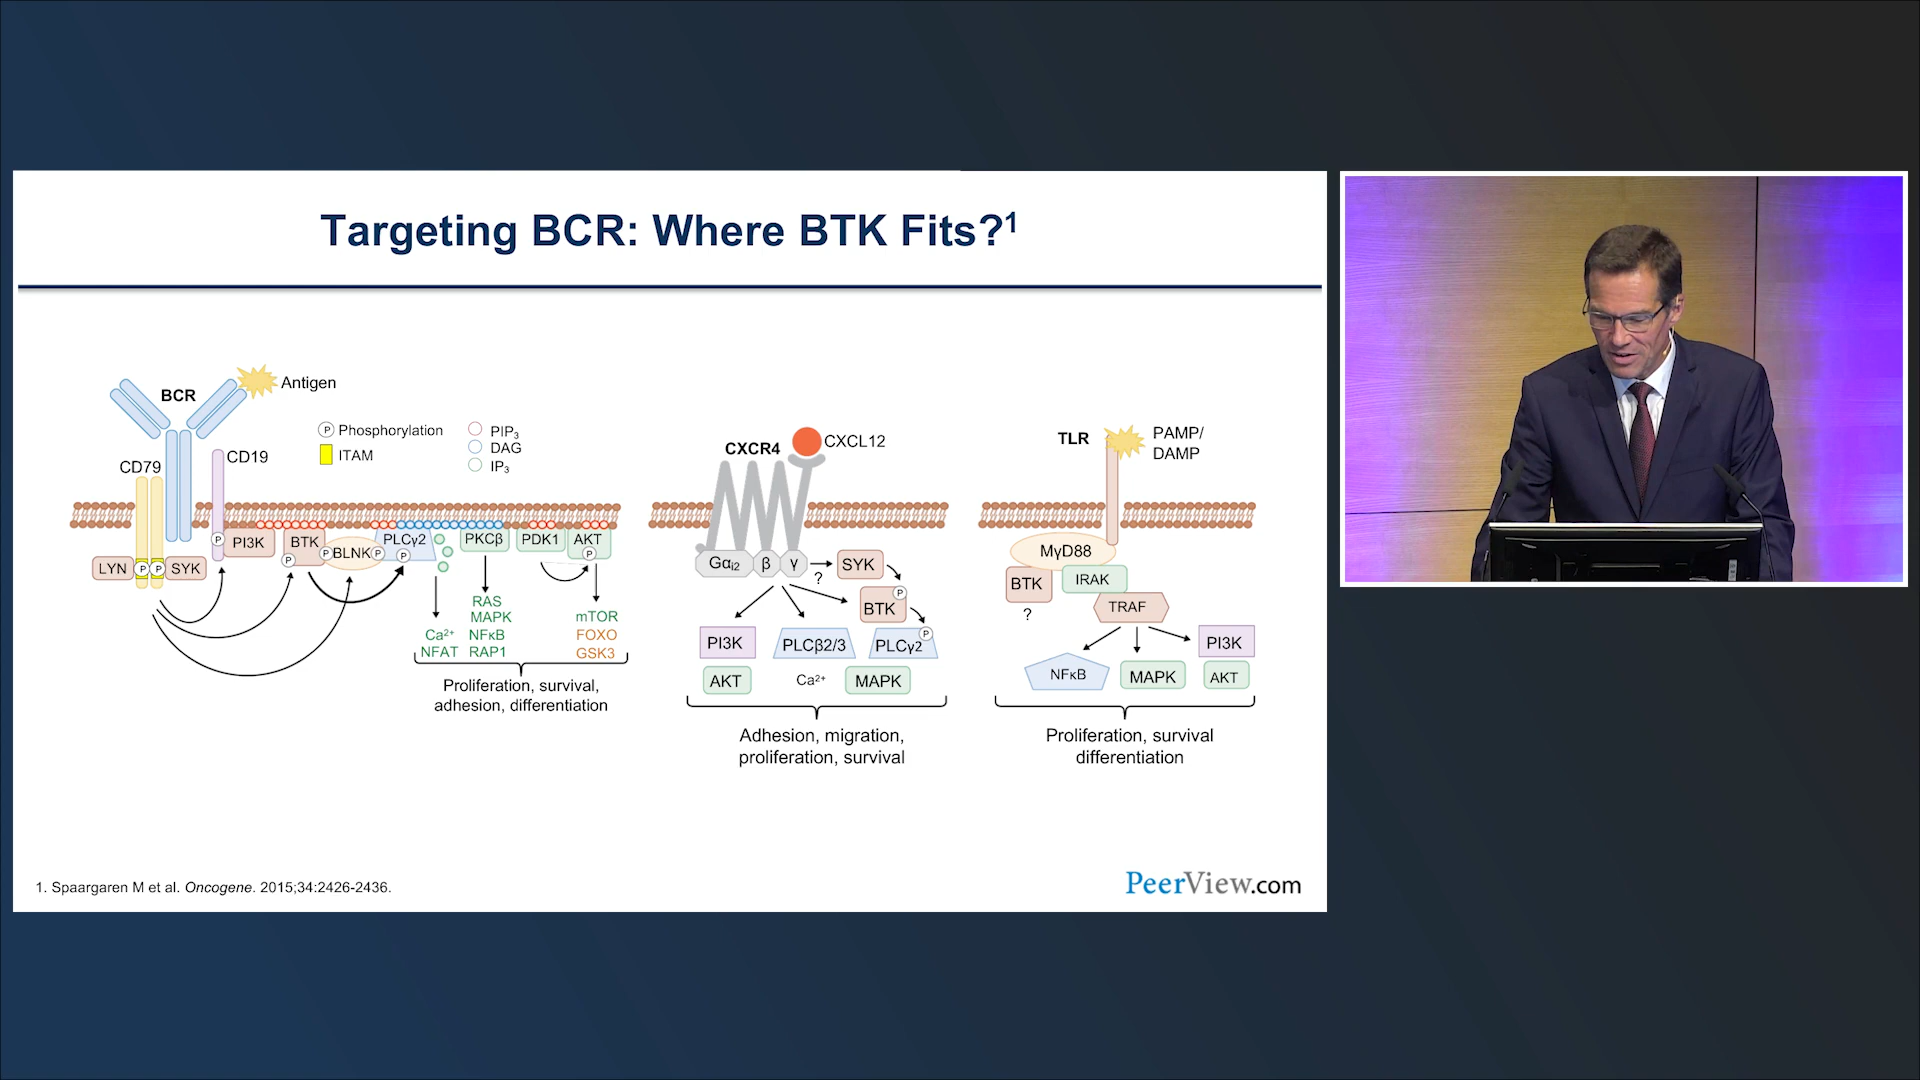 Targeting BCR: Where BTK Fits?1
BCR
Antigen
CD79
CD19
P Phosphorylation
ITAM
PIP3
DAG
IP3
LYN
P
P
SYK
P
PI3K
BTK
P
P
BLNK
P
PLCγ2
P
PKCβ
PDK1
AKT
P
Ca2+
NFAT
RAS
MAPK
NFκB
RAP1
mTOR
FOXO
GSK3
Proliferation, survival,
adhesion, differentiation
CXCR4
CXCL12
Gαi2
β
γ
?
SYK
BTK
P
PI3K
PLCβ2/3
PLCγ2
P
AKT
Ca2+
MAPK
Adhesion, migration,
proliferation, survival
TLR
PAMP/
DAMP
MyD88
BTK
?
IRAK
TRAF
NFκB
MAPK
PI3K
AKT
Proliferation, survival
differentiation
1. Spaargaren M et al. Oncogene. 2015;34:2426-2436.
PeerView.com